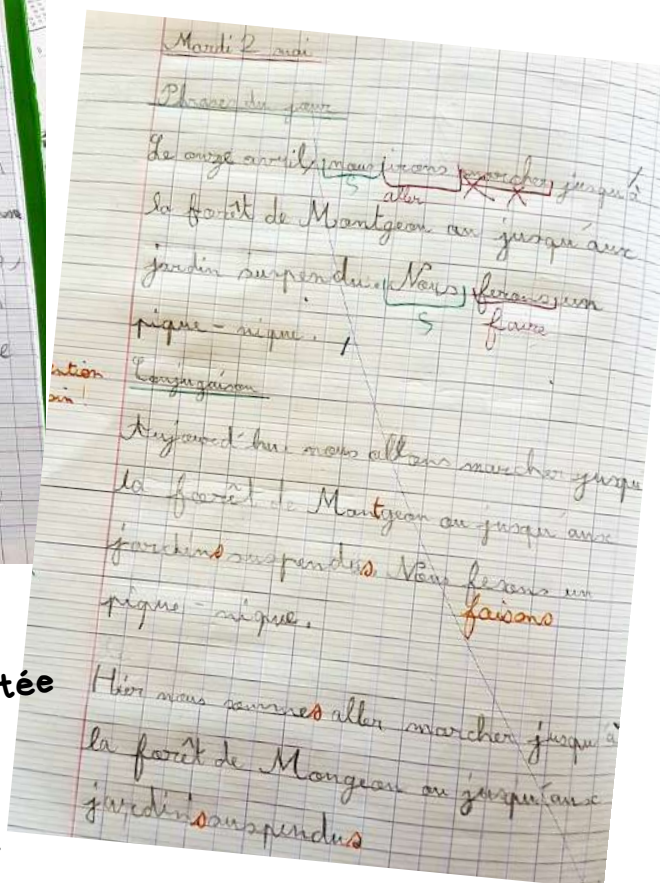 Mardi 2 mai
Phrase du jour
Le onze avril, nous irons marcher jusqu'à
S aller
la forêt de Montgeon ou jusqu'aux
jardin suspendu. Nous ferons un
S faire
pique-nique.
Conjugaison
Aujourd'hui nous allons marcher jusqu
la forêt de Montgeon ou jusqu'aux
jardins suspendus. Nous ferons un
faisons
pique-nique.
tée
Hier nous sommes aller marcher jusqu'à
la forêt de Mongeon ou jusqu'aux
jardins suspendus